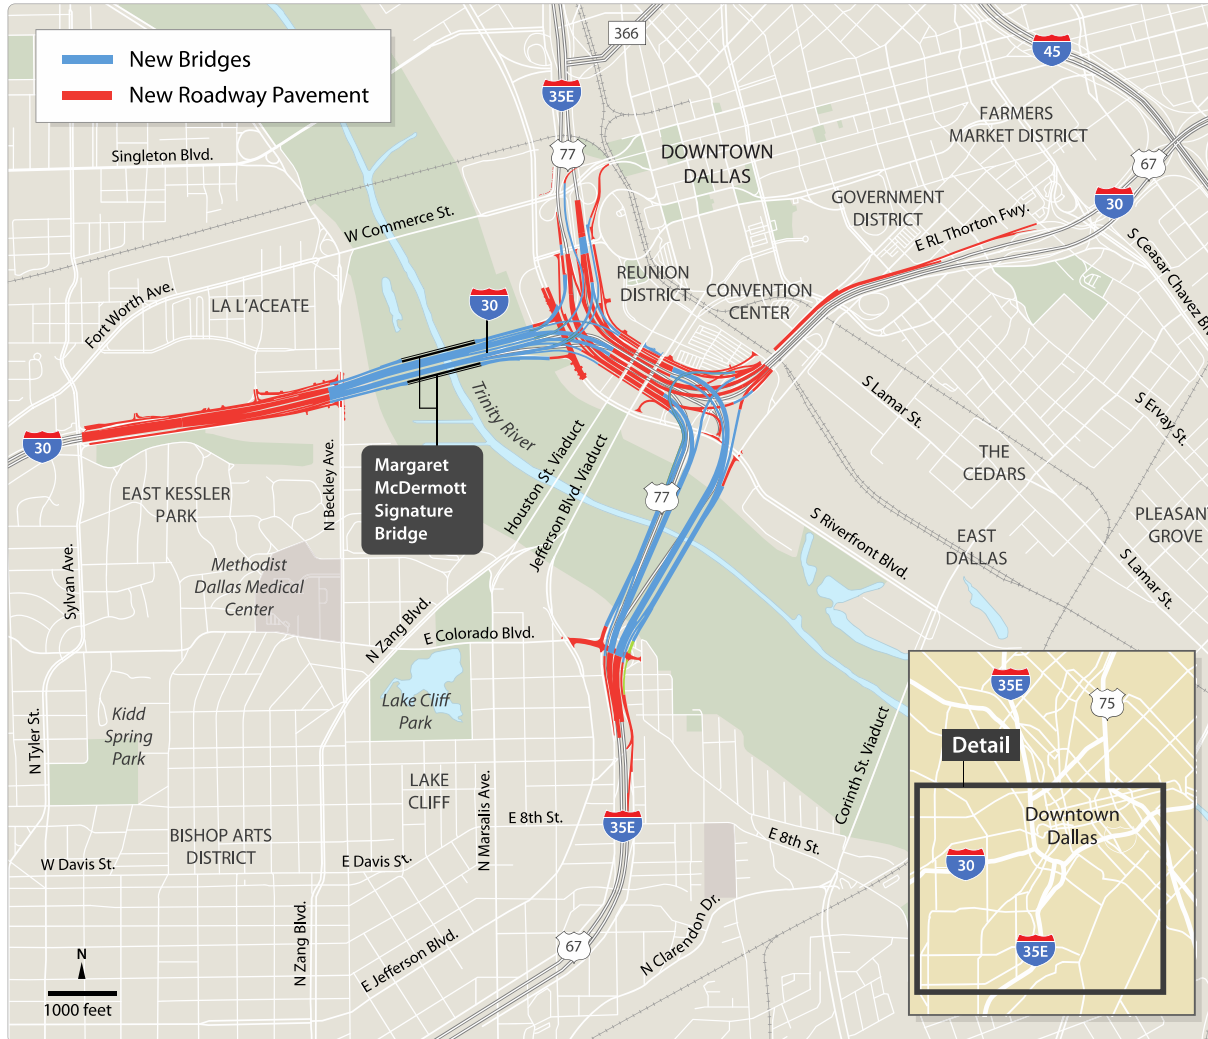 New Bridges
New Roadway Pavement
366
45
35E
FARMERS
MARKET DISTRICT
Singleton Blvd.
77
DOWNTOWN
DALLAS
67
GOVERNMENT
DISTRICT
30
W Commerce St.
E RL Thorton Fwy.
S Ceasar Chavez Blv
REUNION
DISTRICT
CONVENTION
CENTER
Fort Worth Ave.
LA L'ACEATE
30
Trinity River
S Lamar St.
S Ervay St.
30
Houston St. Viaduct
Jefferson Blvd. Viaduct
THE
CEDARS
Margaret
McDermott
Signature
Bridge
N Beckley Ave.
EAST KESSLER
PARK
77
S Riverfront Blvd.
PLEASANT
GROVE
EAST
DALLAS
S Lamar St.
Sylvan Ave.
Methodist
Dallas Medical
Center
N Zang Blvd.
E Colorado Blvd.
35E
75
Lake Cliff
Park
Kidd
Spring
Park
N Tyler St.
Detail
Corinth St. Viaduct
LAKE
CLIFF
N Marsalis Ave.
E 8th St.
35E
E 8th St.
Downtown
Dallas
BISHOP ARTS
DISTRICT
W Davis St.
E Davis St.
30
N Zang Blvd.
E Jefferson Blvd.
67
N Clarendon Dr.
35E
N
1000 feet